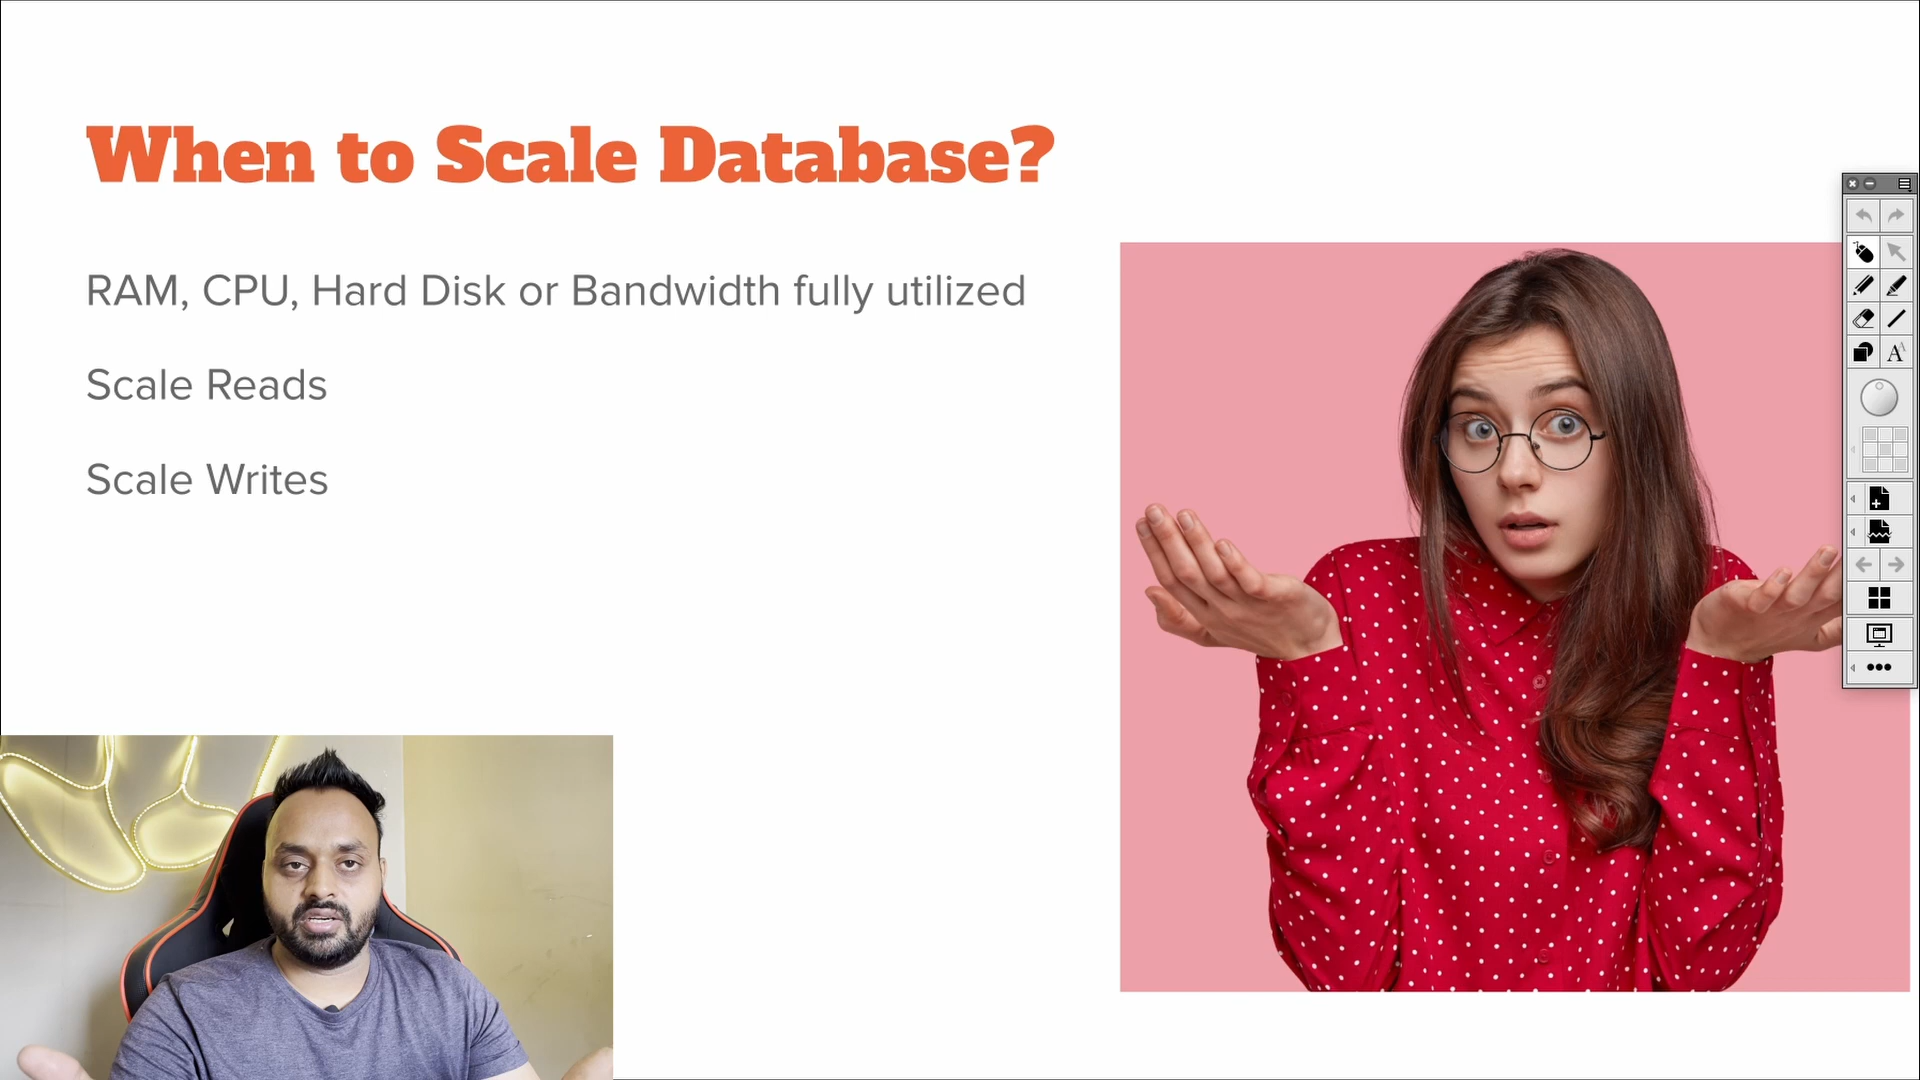 When to Scale Database?
RAM, CPU, Hard Disk or Bandwidth fully utilized
Scale Reads
Scale Writes